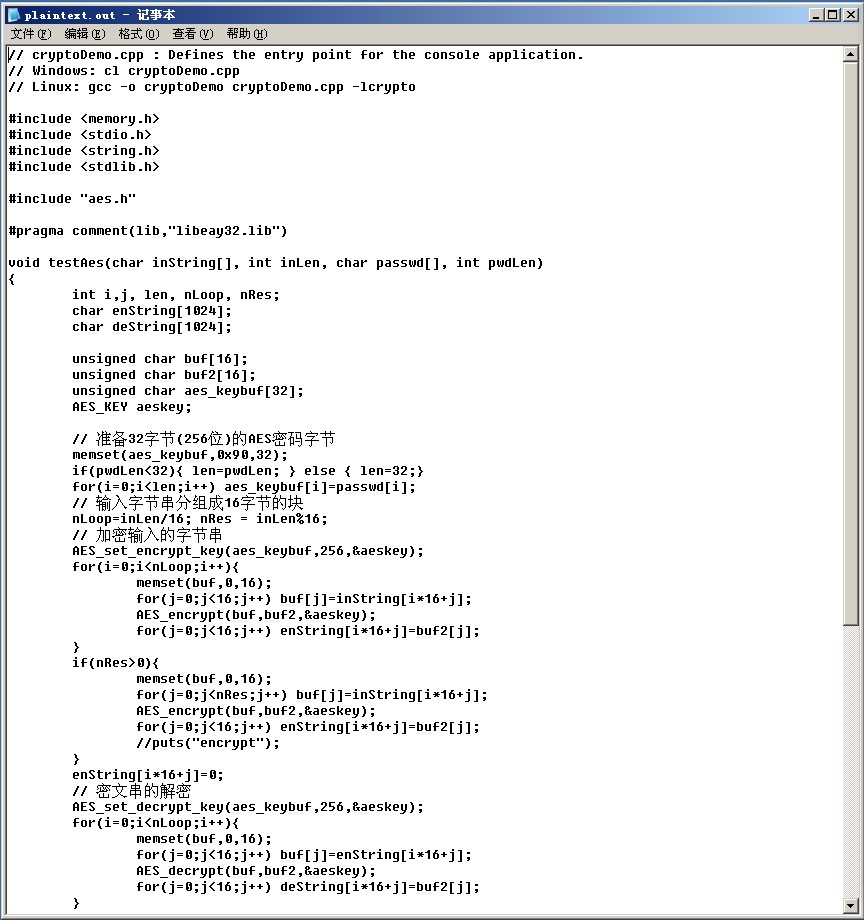 plaintext.out - 记事本
文件(F) 编辑(E) 格式(O) 查看(V) 帮助(H)
// cryptoDemo.cpp : Defines the entry point for the console application.
// Windows: cl cryptoDemo.cpp
// Linux: gcc -o cryptoDemo cryptoDemo.cpp -lcrypto

#include <memory.h>
#include <stdio.h>
#include <string.h>
#include <stdlib.h>

#include "aes.h"

#pragma comment(lib,"libeay32.lib")

void testAes(char inString[], int inLen, char passwd[], int pwdLen)
{
        int i,j, len, nLoop, nRes;
        char enString[1024];
        char deString[1024];

        unsigned char buf[16];
        unsigned char buf2[16];
        unsigned char aes_keybuf[32];
        AES_KEY aeskey;

        // 准备32字节(256位)的AES密码字节
        memset(aes_keybuf,0x90,32);
        if(pwdLen<32){ len=pwdLen; } else { len=32;}
        for(i=0;i<len;i++) aes_keybuf[i]=passwd[i];
        // 输入字节串分组成16字节的块
        nLoop=inLen/16; nRes = inLen%16;
        // 加密输入的字节串
        AES_set_encrypt_key(aes_keybuf,256,&aeskey);
        for(i=0;i<nLoop;i++){
                memset(buf,0,16);
                for(j=0;j<16;j++) buf[j]=inString[i*16+j];
                AES_encrypt(buf,buf2,&aeskey);
                for(j=0;j<16;j++) enString[i*16+j]=buf2[j];
        }
        if(nRes>0){
                memset(buf,0,16);
                for(j=0;j<nRes;j++) buf[j]=inString[i*16+j];
                AES_encrypt(buf,buf2,&aeskey);
                for(j=0;j<16;j++) enString[i*16+j]=buf2[j];
                //puts("encrypt");
        }
        enString[i*16+j]=0;
        // 密文串的解密
        AES_set_decrypt_key(aes_keybuf,256,&aeskey);
        for(i=0;i<nLoop;i++){
                memset(buf,0,16);
                for(j=0;j<16;j++) buf[j]=enString[i*16+j];
                AES_decrypt(buf,buf2,&aeskey);
                for(j=0;j<16;j++) deString[i*16+j]=buf2[j];
        }